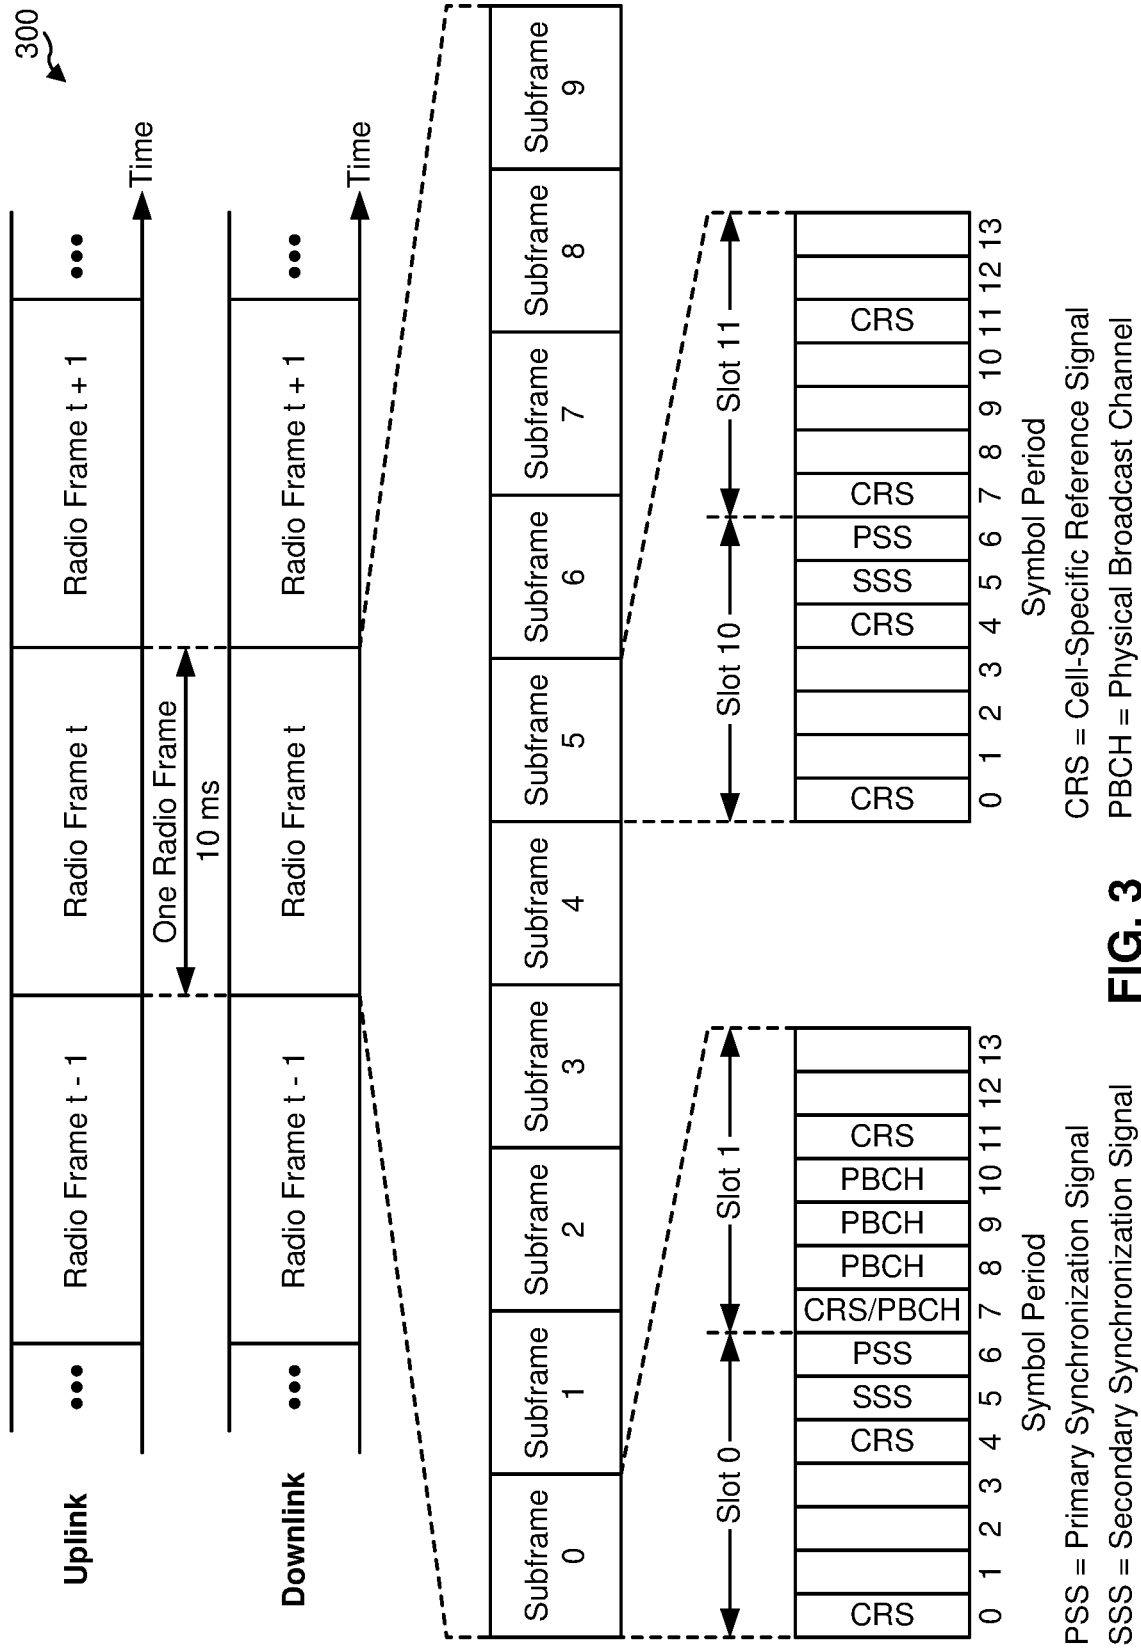 300
Uplink
••• Radio Frame t - 1 Radio Frame t Radio Frame t + 1 •••
Time
One Radio Frame
10 ms
Downlink
••• Radio Frame t - 1 Radio Frame t Radio Frame t + 1 •••
Time
Subframe 0
Subframe 1
Subframe 2
Subframe 3
Subframe 4
Subframe 5
Subframe 6
Subframe 7
Subframe 8
Subframe 9
Slot 0 Slot 1
CRS CRS SSS PSS CRS/PBCH PBCH PBCH PBCH CRS
0 1 2 3 4 5 6 7 8 9 10 11 12 13
Symbol Period
Slot 10 Slot 11
CRS CRS SSS PSS CRS CRS
0 1 2 3 4 5 6 7 8 9 10 11 12 13
Symbol Period
PSS = Primary Synchronization Signal
SSS = Secondary Synchronization Signal
CRS = Cell-Specific Reference Signal
PBCH = Physical Broadcast Channel
FIG. 3